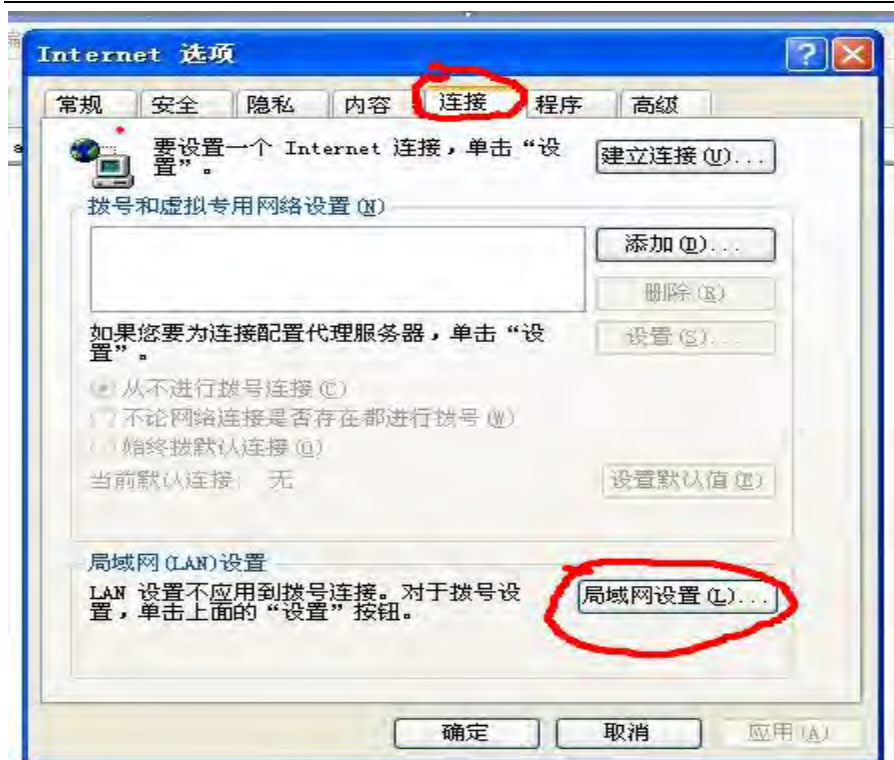 Internet 选项
常规 安全 隐私 内容 连接 程序 高级
要设置一个 Internet 连接，单击“设
置”。
建立连接(U)...
拨号和虚拟专用网络设置(N)
添加(D)...
删除(R)
如果您要为连接配置代理服务器，单击“设
置”。
设置(S)...
从不进行拨号连接(C)
不论网络连接是否存在都进行拨号(W)
始终拨默认连接(O)
当前默认连接: 无
设置默认值(E)
局域网(LAN)设置
LAN 设置不应用到拨号连接。对于拨号设
置，单击上面的“设置”按钮。
局域网设置(L)...
确定 取消 应用(A)